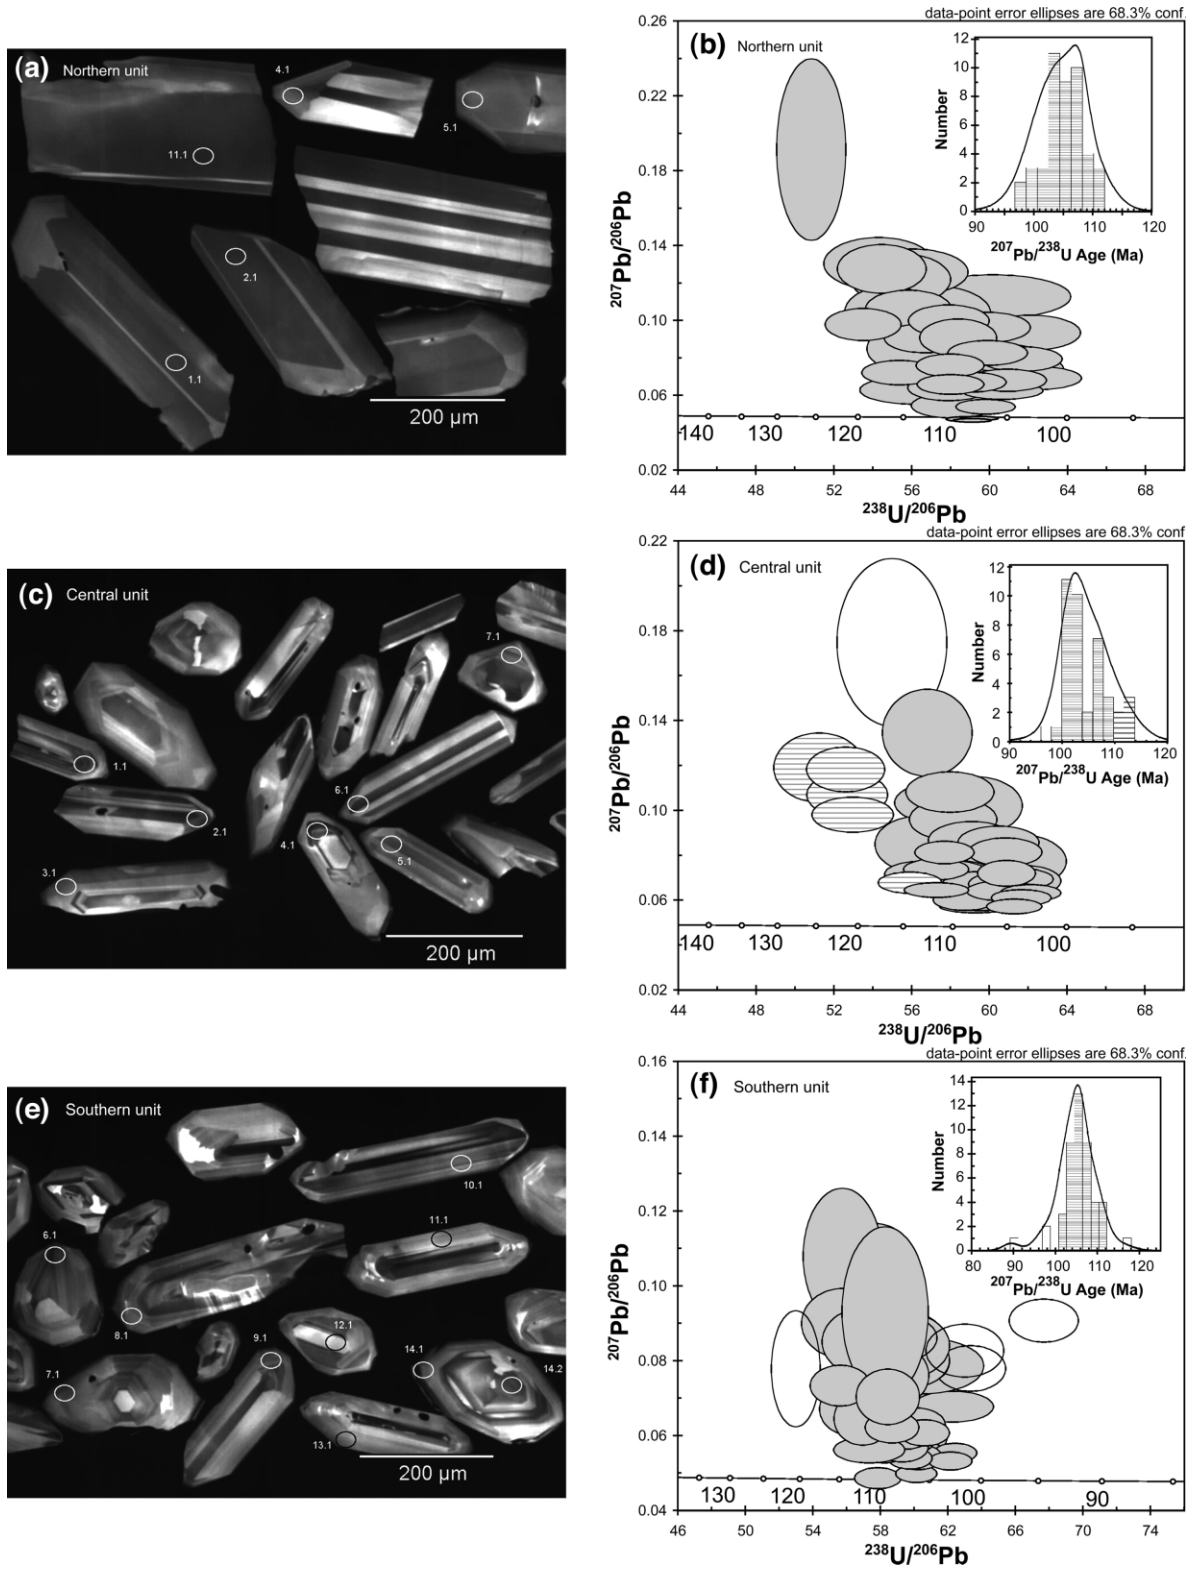 (a) Northern unit
4.1
5.1
11.1
2.1
1.1
200 µm
data-point error ellipses are 68.3% conf.
(b) Northern unit
0.26
0.22
0.18
0.14
0.10
0.06
0.02
207Pb/206Pb
140 130 120 110 100
44 48 52 56 60 64 68
238U/206Pb
12
10
8
6
4
2
0
Number
90 100 110 120
207Pb/238U Age (Ma)
(c) Central unit
7.1
1.1
6.1
2.1
4.1
5.1
3.1
200 µm
data-point error ellipses are 68.3% conf
(d) Central unit
0.22
0.18
0.14
0.10
0.06
0.02
207Pb/206Pb
140 130 120 110 100
44 48 52 56 60 64 68
238U/206Pb
12
10
8
6
4
2
0
Number
90 100 110 120
207Pb/238U Age (Ma)
(e) Southern unit
10.1
11.1
6.1
8.1
9.1
12.1
14.1
14.2
7.1
13.1
200 µm
data-point error ellipses are 68.3% conf.
(f) Southern unit
0.16
0.14
0.12
0.10
0.08
0.06
0.04
207Pb/206Pb
130 120 110 100 90
46 50 54 58 62 66 70 74
238U/206Pb
14
12
10
8
6
4
2
0
Number
80 90 100 110 120
207Pb/238U Age (Ma)